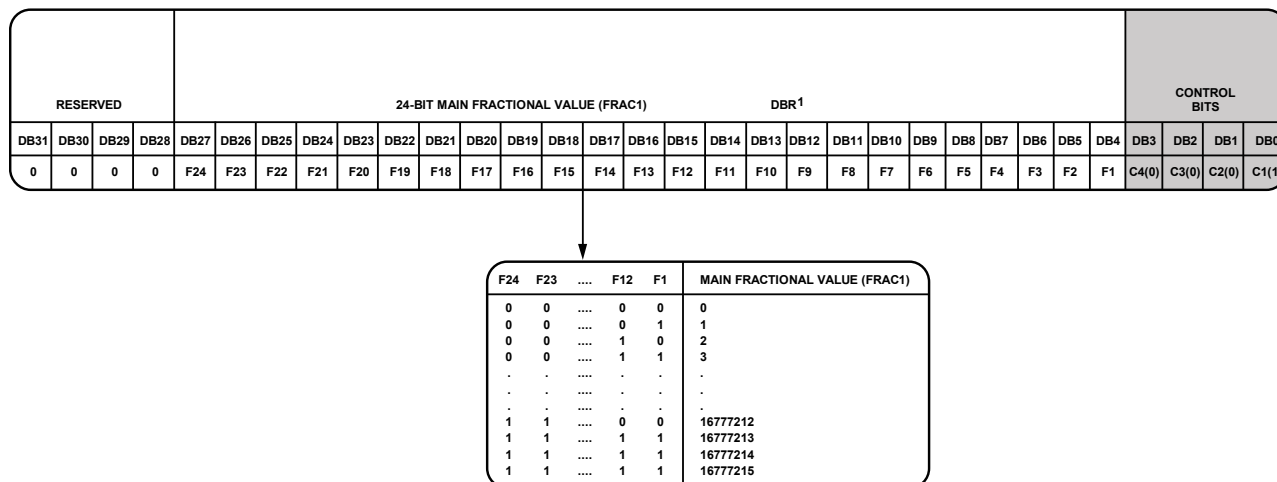 RESERVED 24-BIT MAIN FRACTIONAL VALUE (FRAC1) DBR1 CONTROL BITS
DB31 DB30 DB29 DB28 DB27 DB26 DB25 DB24 DB23 DB22 DB21 DB20 DB19 DB18 DB17 DB16 DB15 DB14 DB13 DB12 DB11 DB10 DB9 DB8 DB7 DB6 DB5 DB4 DB3 DB2 DB1 DB0
0 0 0 0 F24 F23 F22 F21 F20 F19 F18 F17 F16 F15 F14 F13 F12 F11 F10 F9 F8 F7 F6 F5 F4 F3 F2 F1 C4(0) C3(0) C2(0) C1(1
F24 F23 .... F12 F1 MAIN FRACTIONAL VALUE (FRAC1)
0 0 .... 0 0 0
0 0 .... 0 1 1
0 0 .... 1 0 2
0 0 .... 1 1 3
. . .... . . .
. . .... . . .
. . .... . . .
1 1 .... 0 0 16777212
1 1 .... 1 1 16777213
1 1 .... 1 1 16777214
1 1 .... 1 1 16777215